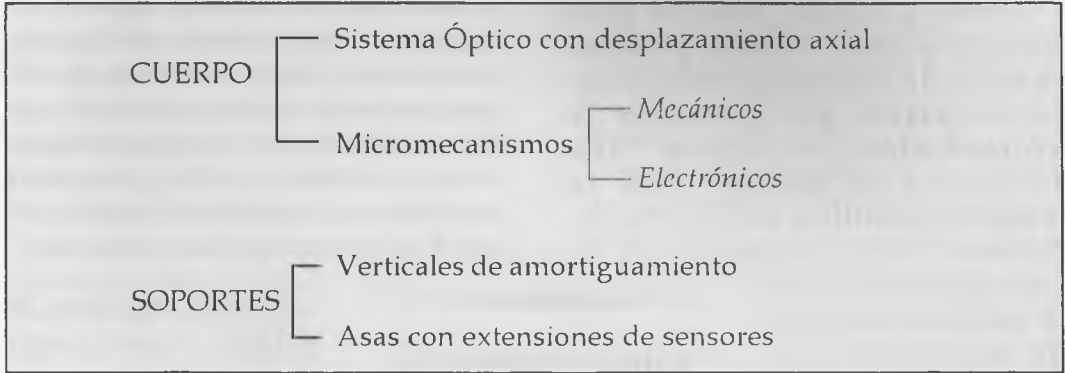 Sistema Óptico con desplazamiento axial
CUERPO
Mecánicos
Micromecanismos
Electrónicos
Verticales de amortiguamiento
SOPORTES
Asas con extensiones de sensores